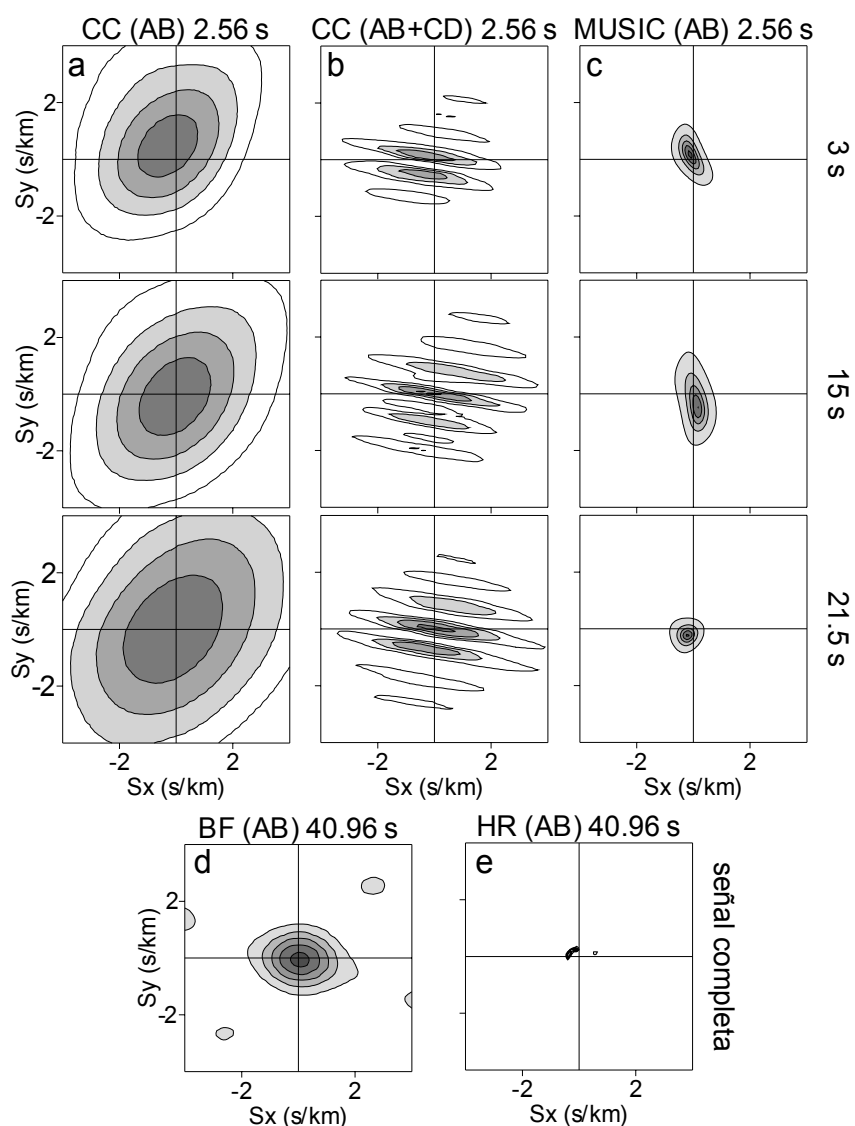 CC (AB) 2.56 s CC (AB+CD) 2.56 s MUSIC (AB) 2.56 s
a b c
2
Sy (s/km)
-2
3 s
2
Sy (s/km)
-2
15 s
2
Sy (s/km)
-2
21.5 s
-2 2 -2 2 -2 2
Sx (s/km) Sx (s/km) Sx (s/km)
BF (AB) 40.96 s HR (AB) 40.96 s
d e
2
Sy (s/km)
-2
señal completa
-2 2 -2 2
Sx (s/km) Sx (s/km)